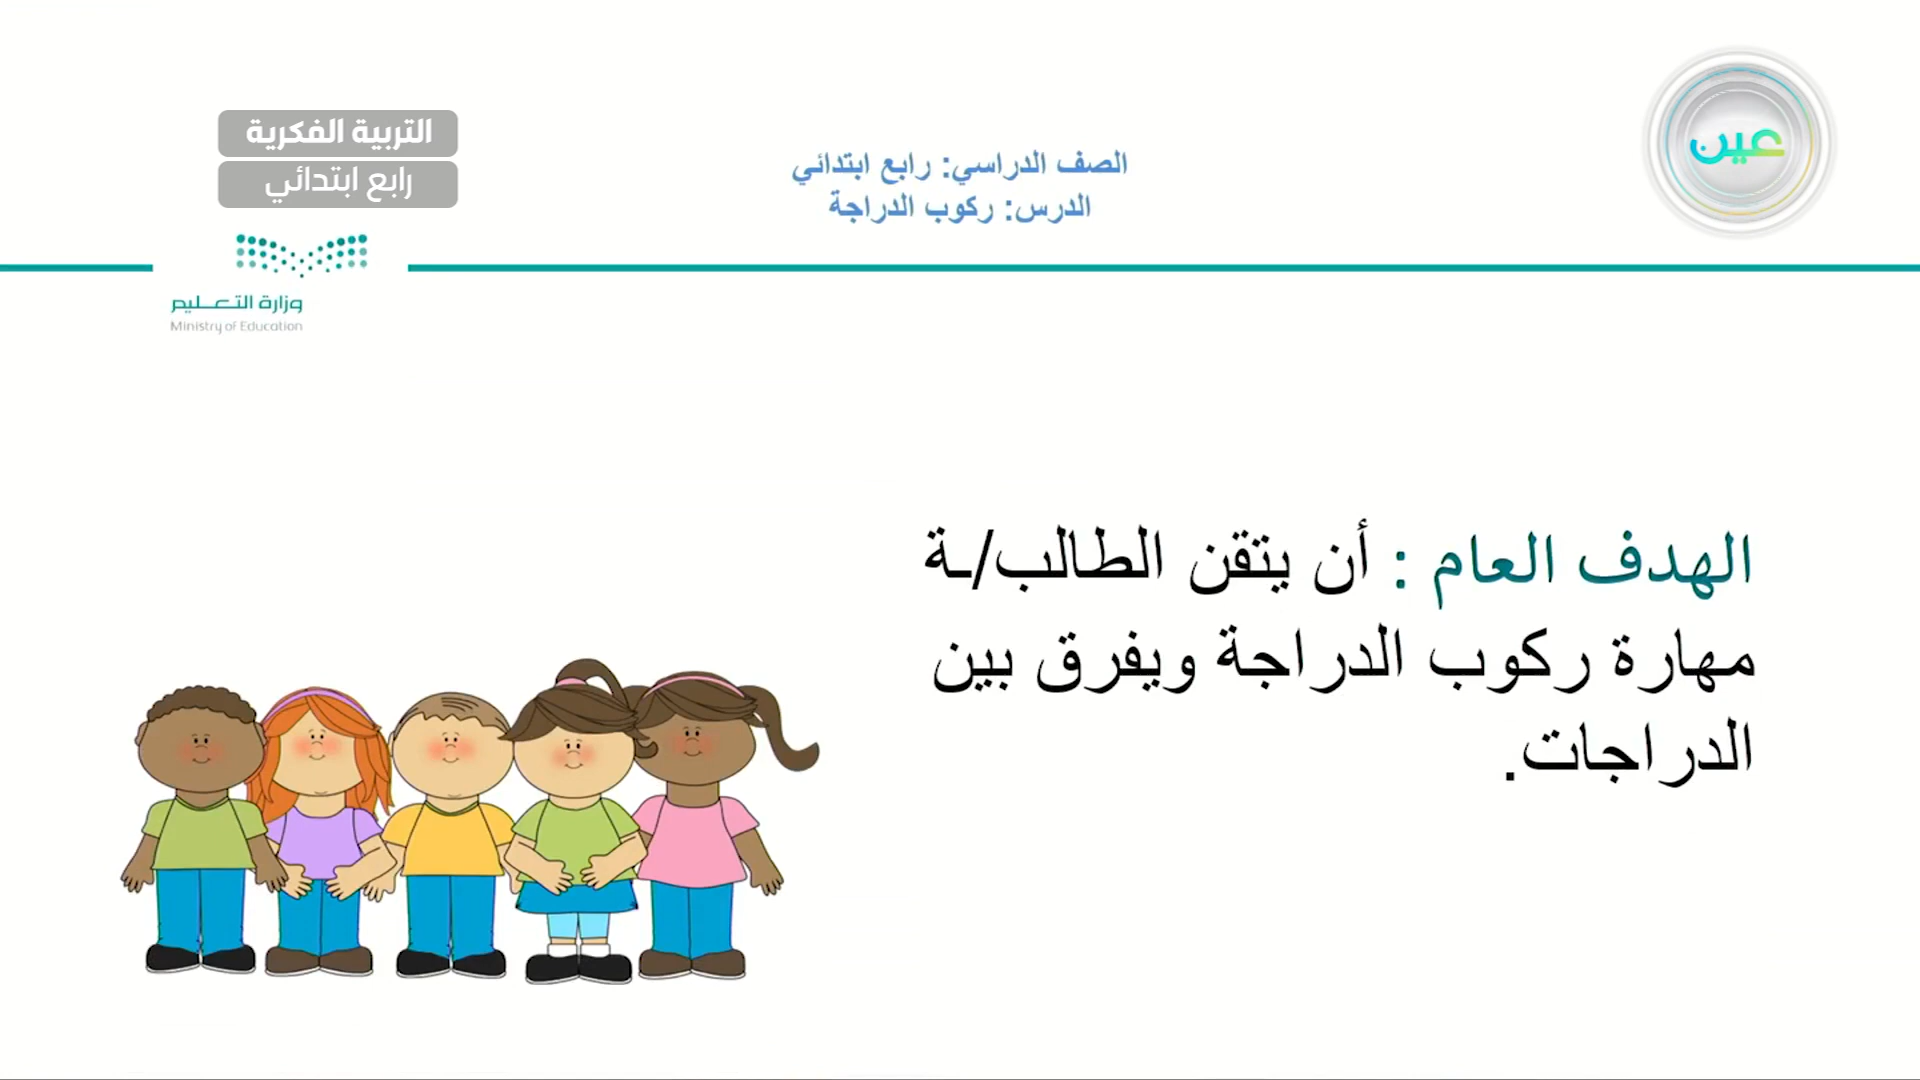 عين
التربية الفكرية
رابع ابتدائي
الصف الدراسي: رابع ابتدائي
الدرس: ركوب الدراجة
وزارة التعـــليم
Ministry of Education
الهدف العام : أن يتقن الطالب/ـة
مهارة ركوب الدراجة ويفرق بين
الدراجات.